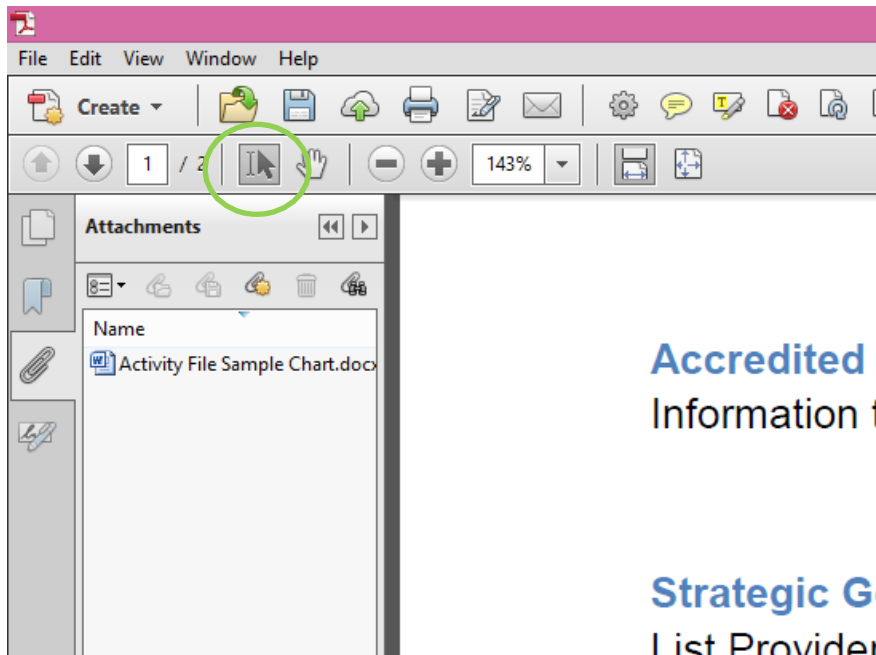 File Edit View Window Help
Create
1 / 2 143%
Attachments
Name
Activity File Sample Chart.docx
Accredited
Information
Strategic
List